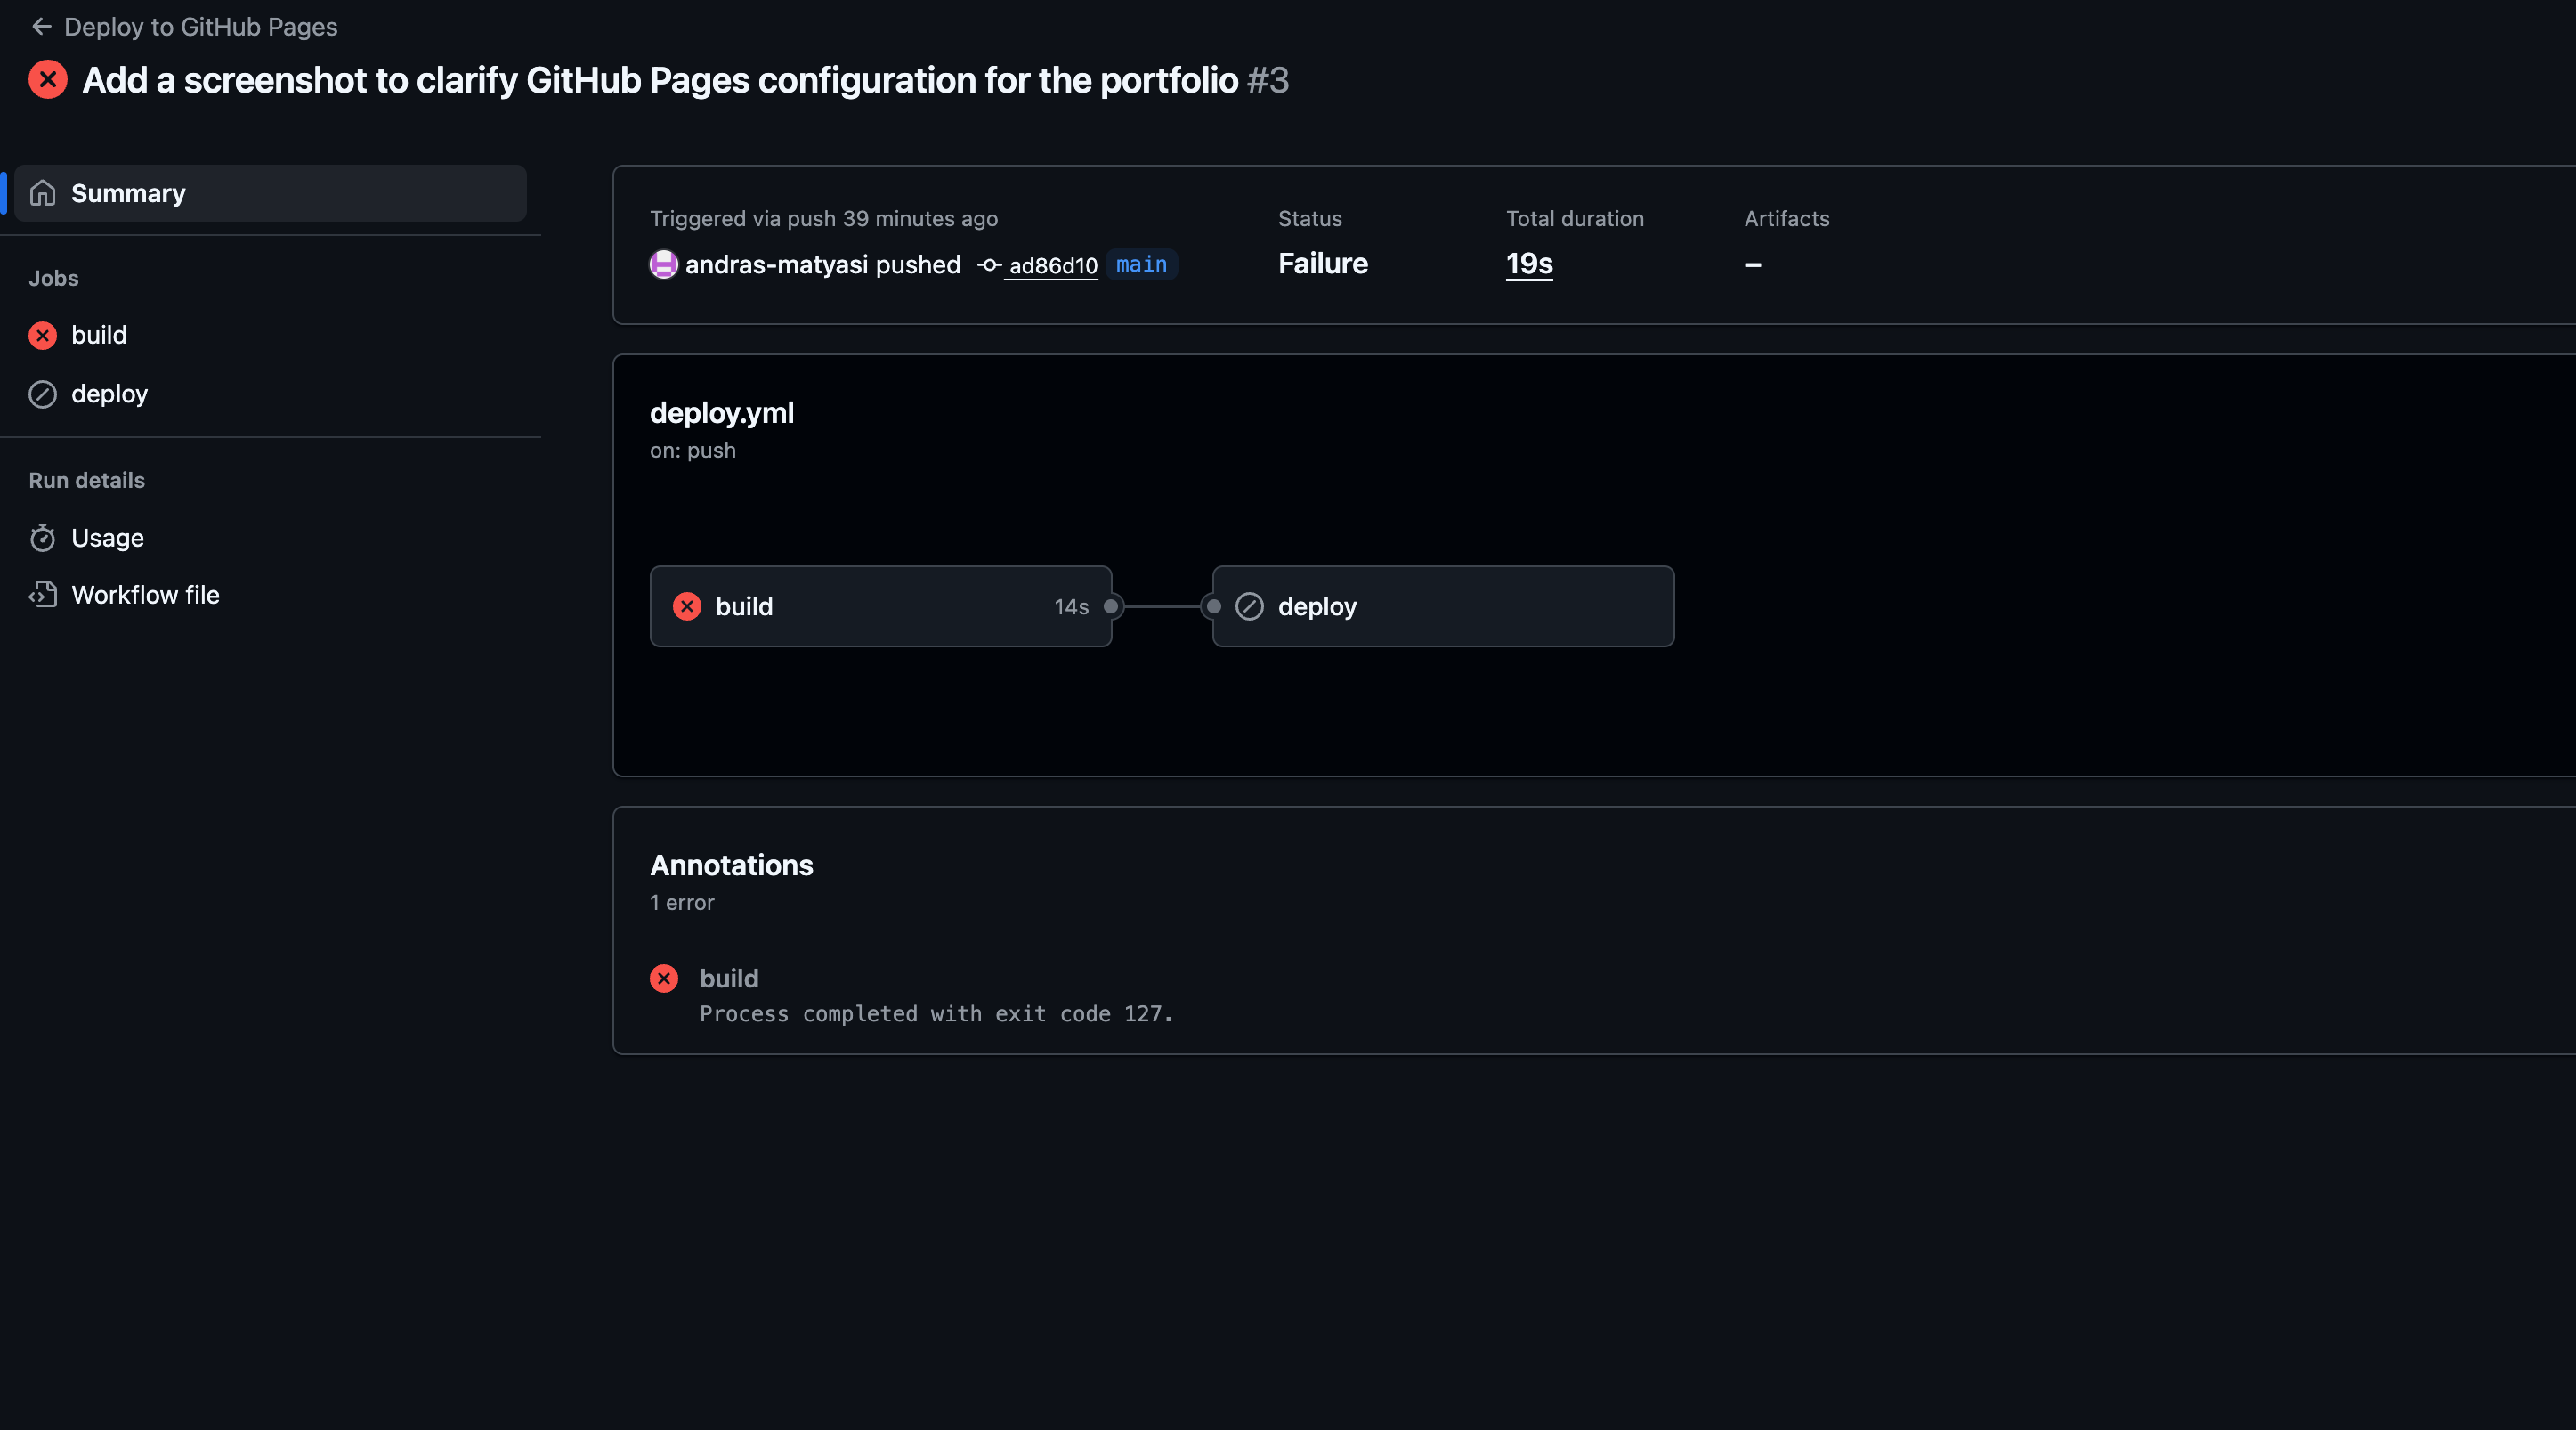 Deploy to GitHub Pages
Add a screenshot to clarify GitHub Pages configuration for the portfolio #3
Summary
Jobs
build
deploy
Run details
Usage
Workflow file
Triggered via push 39 minutes ago
andras-matyasi pushed ad86d10 main
Status
Failure
Total duration
19s
Artifacts
–
deploy.yml
on: push
build 14s
deploy
Annotations
1 error
build
Process completed with exit code 127.